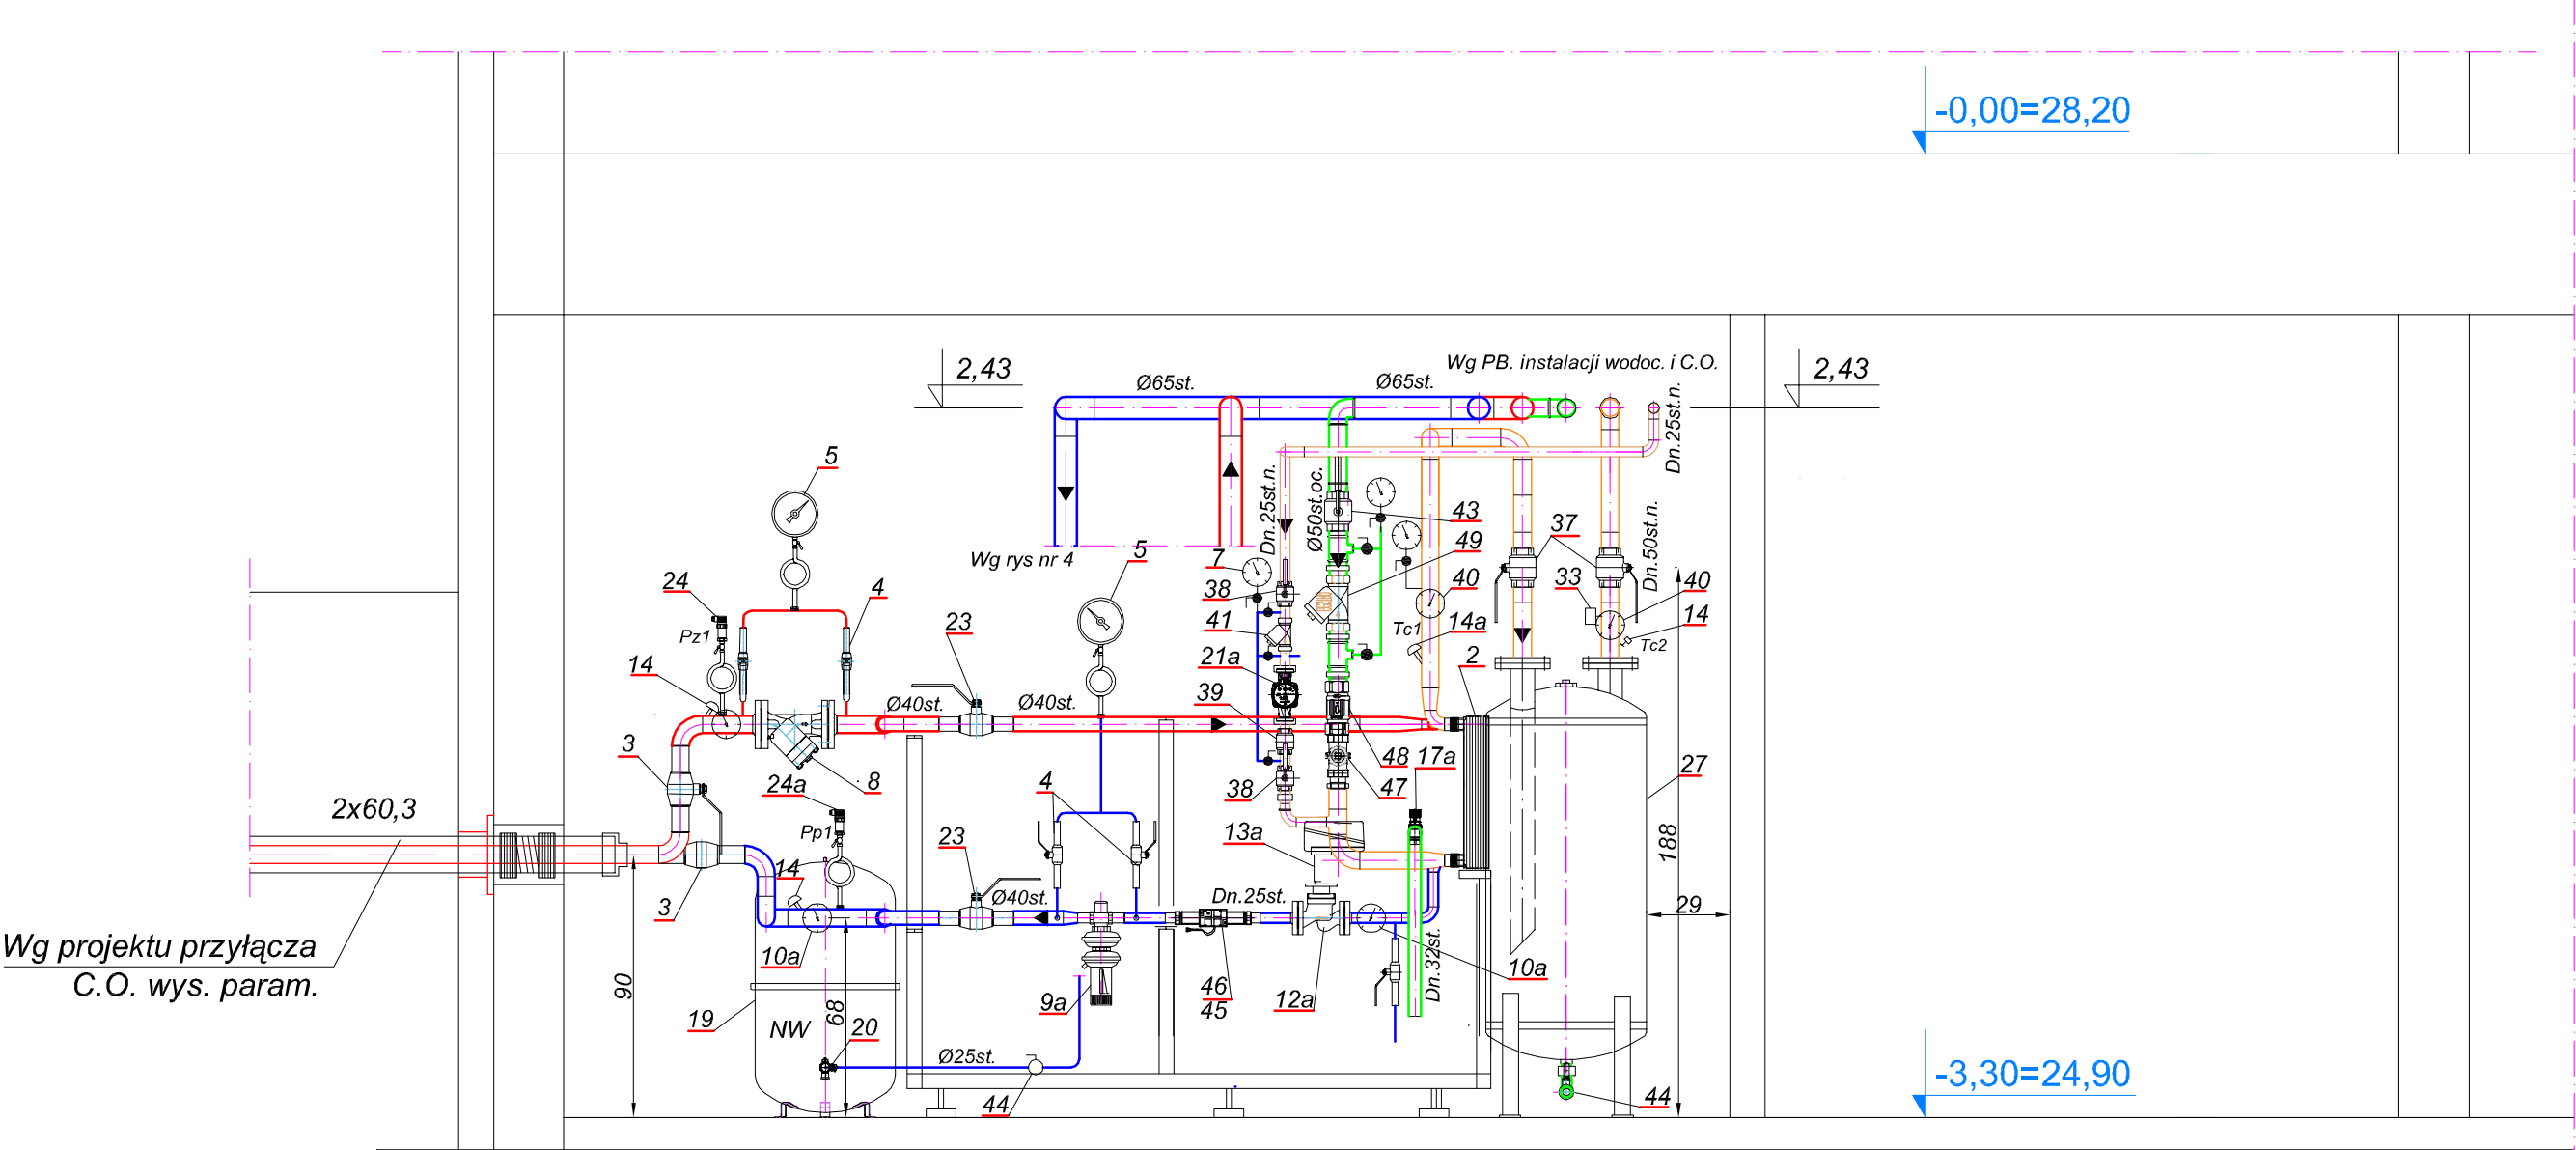 -0,00=28,20
2,43
Wg PB. instalacji wodoc. i C.O.
2,43
Ø65st.
Ø65st.
Dn.25st.n.
5
Dn.25st.n.
Ø50st.oc.
43
37
49
Dn.50st.n.
Wg rys nr 4
5
7
24
4
38
40
33
40
Pz1
23
41
Tc1
14a
14
Tc2
14
21a
2
39
Ø40st.
Ø40st.
3
8
24a
4
38
48
17a
47
27
2x60,3
Pp1
23
13a
188
14
3
Ø40st.
Dn.25st.
29
Wg projektu przyłącza
C.O. wys. param.
10a
Dn.32st.
10a
90
68
9a
46
45
12a
19
NW
20
Ø25st.
44
-3,30=24,90
44